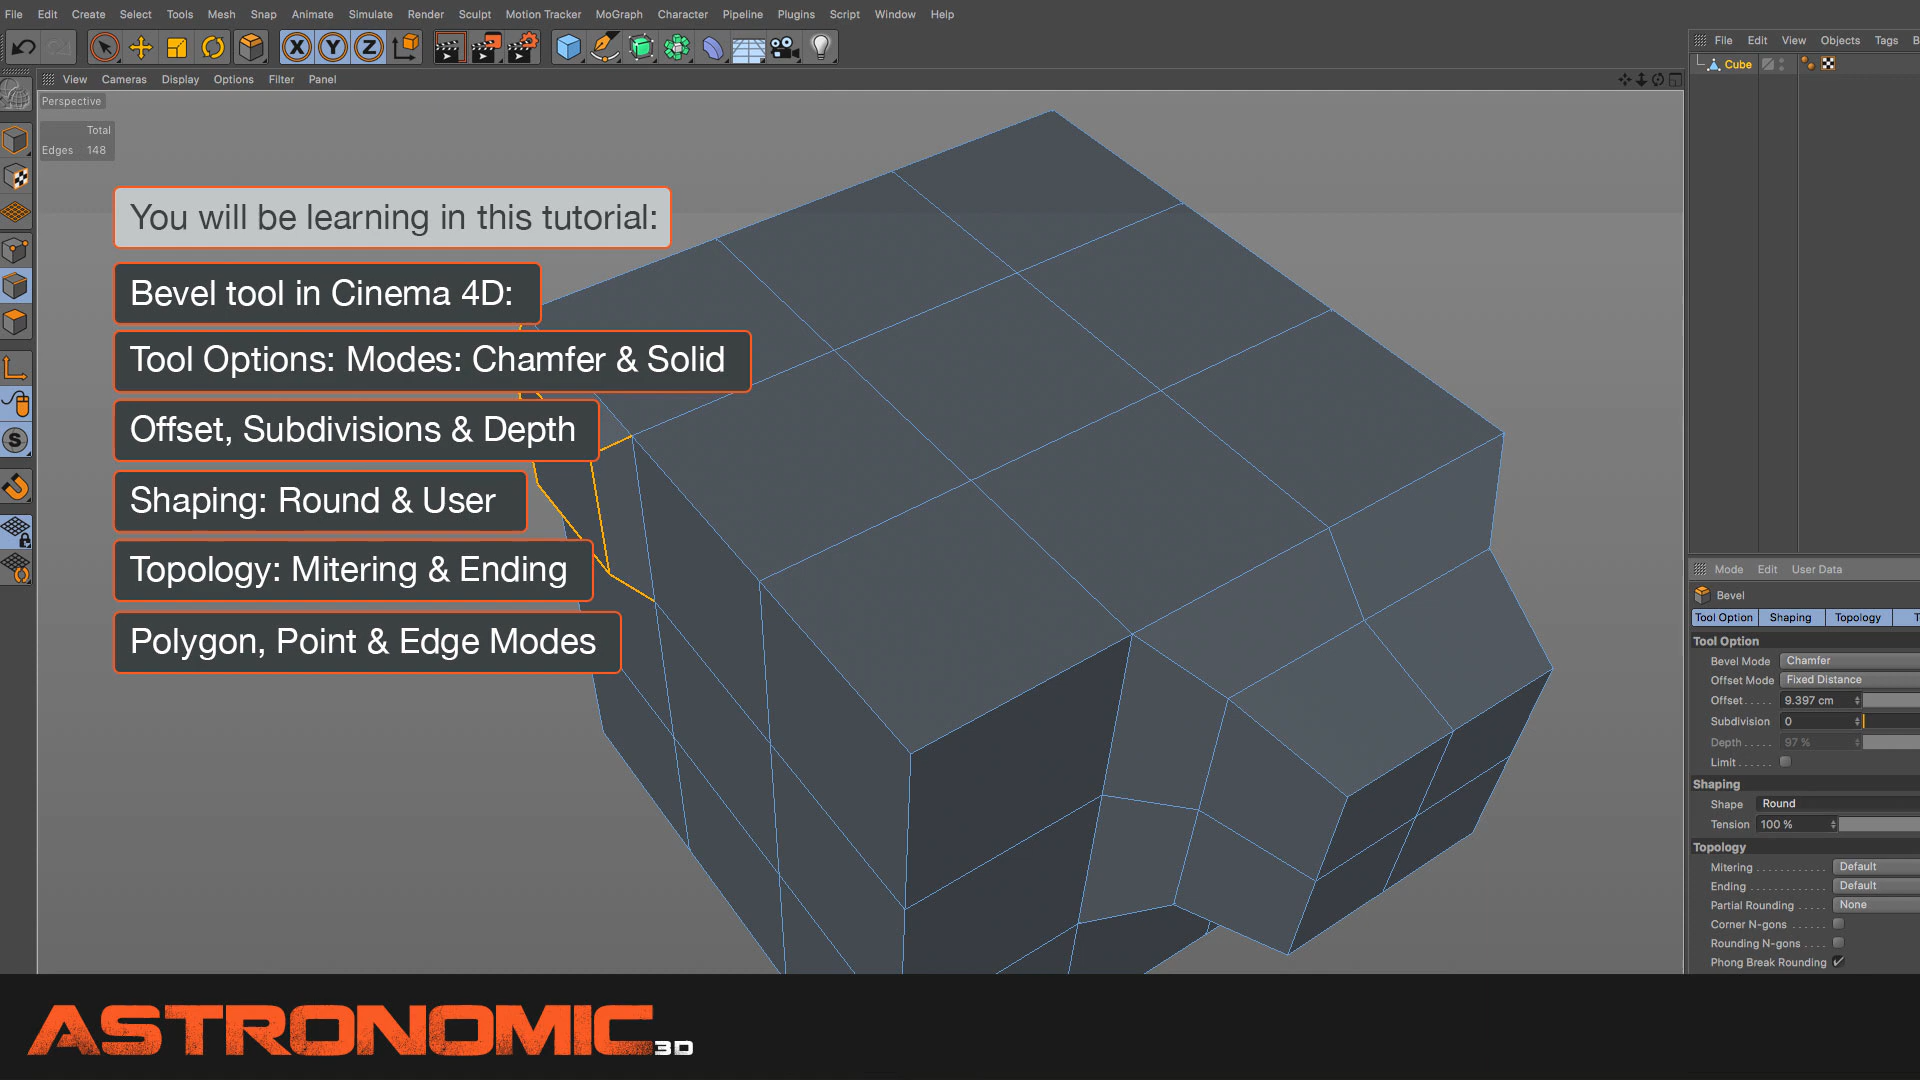 File Edit Create Select Tools Mesh Snap Animate Simulate Render Sculpt Motion Tracker MoGraph Character Pipeline Plugins Script Window Help
X Y Z
View Cameras Display Options Filter Panel
Perspective
Total
Edges 148
You will be learning in this tutorial:
Bevel tool in Cinema 4D:
Tool Options: Modes: Chamfer & Solid
Offset, Subdivisions & Depth
Shaping: Round & User
Topology: Mitering & Ending
Polygon, Point & Edge Modes
S
File Edit View Objects Tags B
Cube
Mode Edit User Data
Bevel
Tool Option Shaping Topology T
Tool Option
Bevel Mode Chamfer
Offset Mode Fixed Distance
Offset..... 9.397 cm
Subdivision 0
Depth..... 97 %
Limit......
Shaping
Shape Round
Tension 100 %
Topology
Mitering ........... Default
Ending ............ Default
Partial Rounding ..... None
Corner N-gons ......
Rounding N-gons ....
Phong Break Rounding
ASTRONOMIC3D